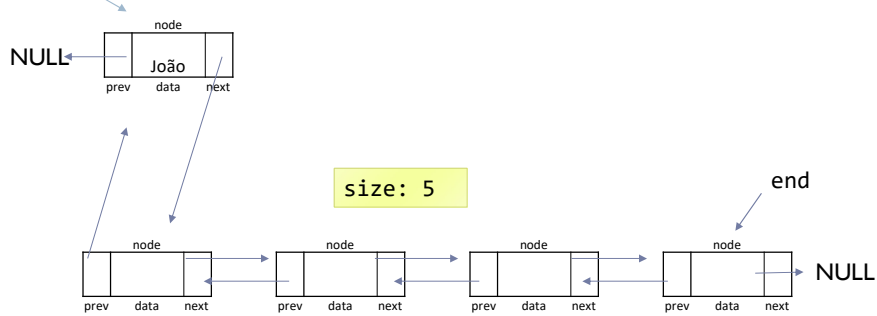 node
NULL
João
prev data next
size: 5
end
node node node node
NULL
prev data next prev data next prev data next prev data next